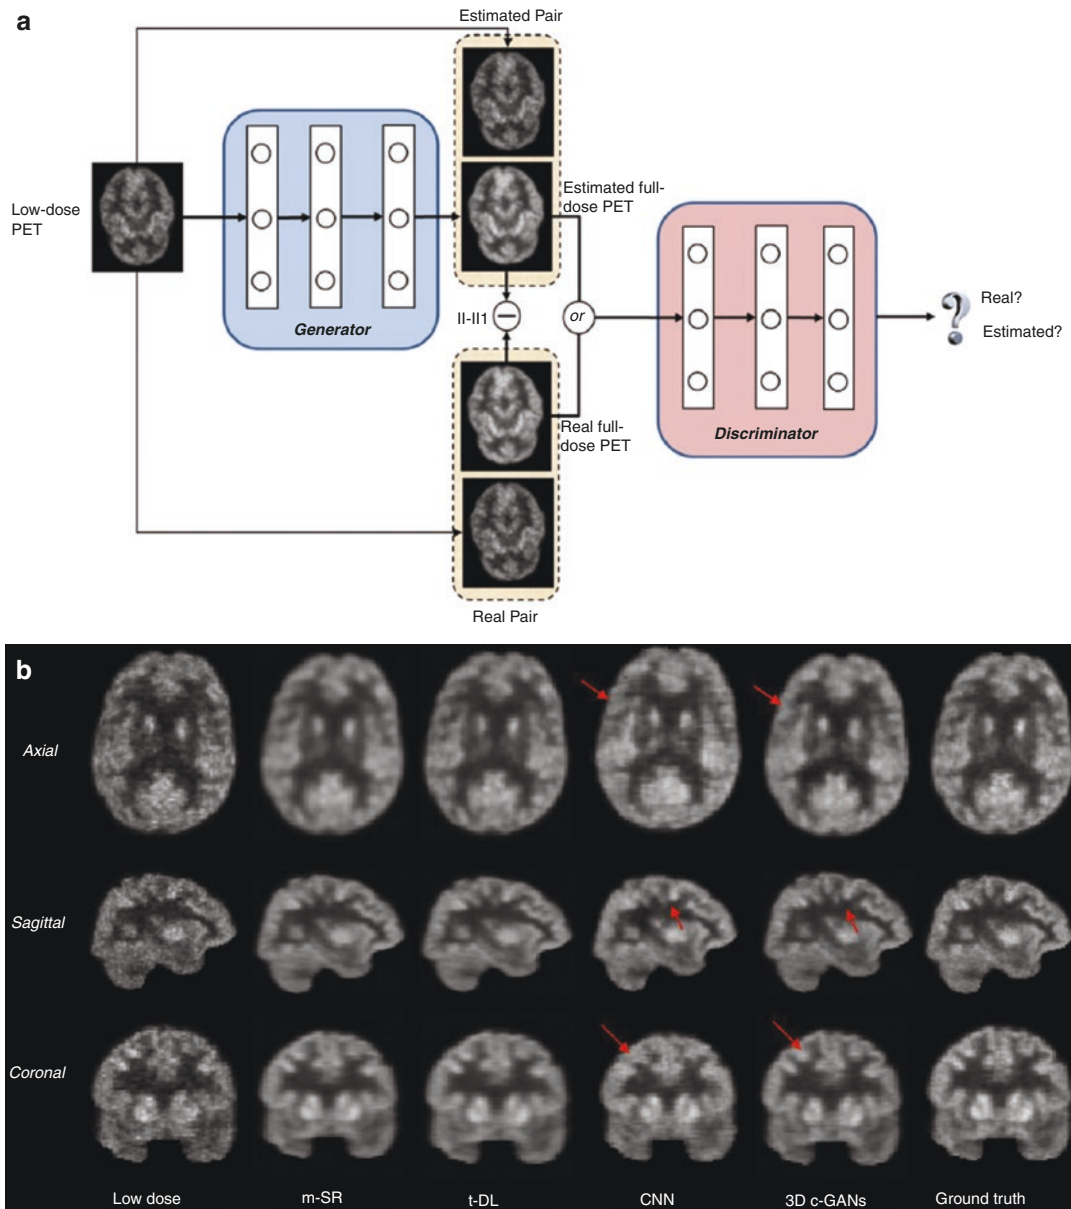 a
Estimated Pair
Low-dose
PET
Generator
Estimated full-
dose PET
II-II1
or
Real full-
dose PET
Discriminator
Real?
Estimated?
Real Pair
b
Axial
Sagittal
Coronal
Low dose
m-SR
t-DL
CNN
3D c-GANs
Ground truth